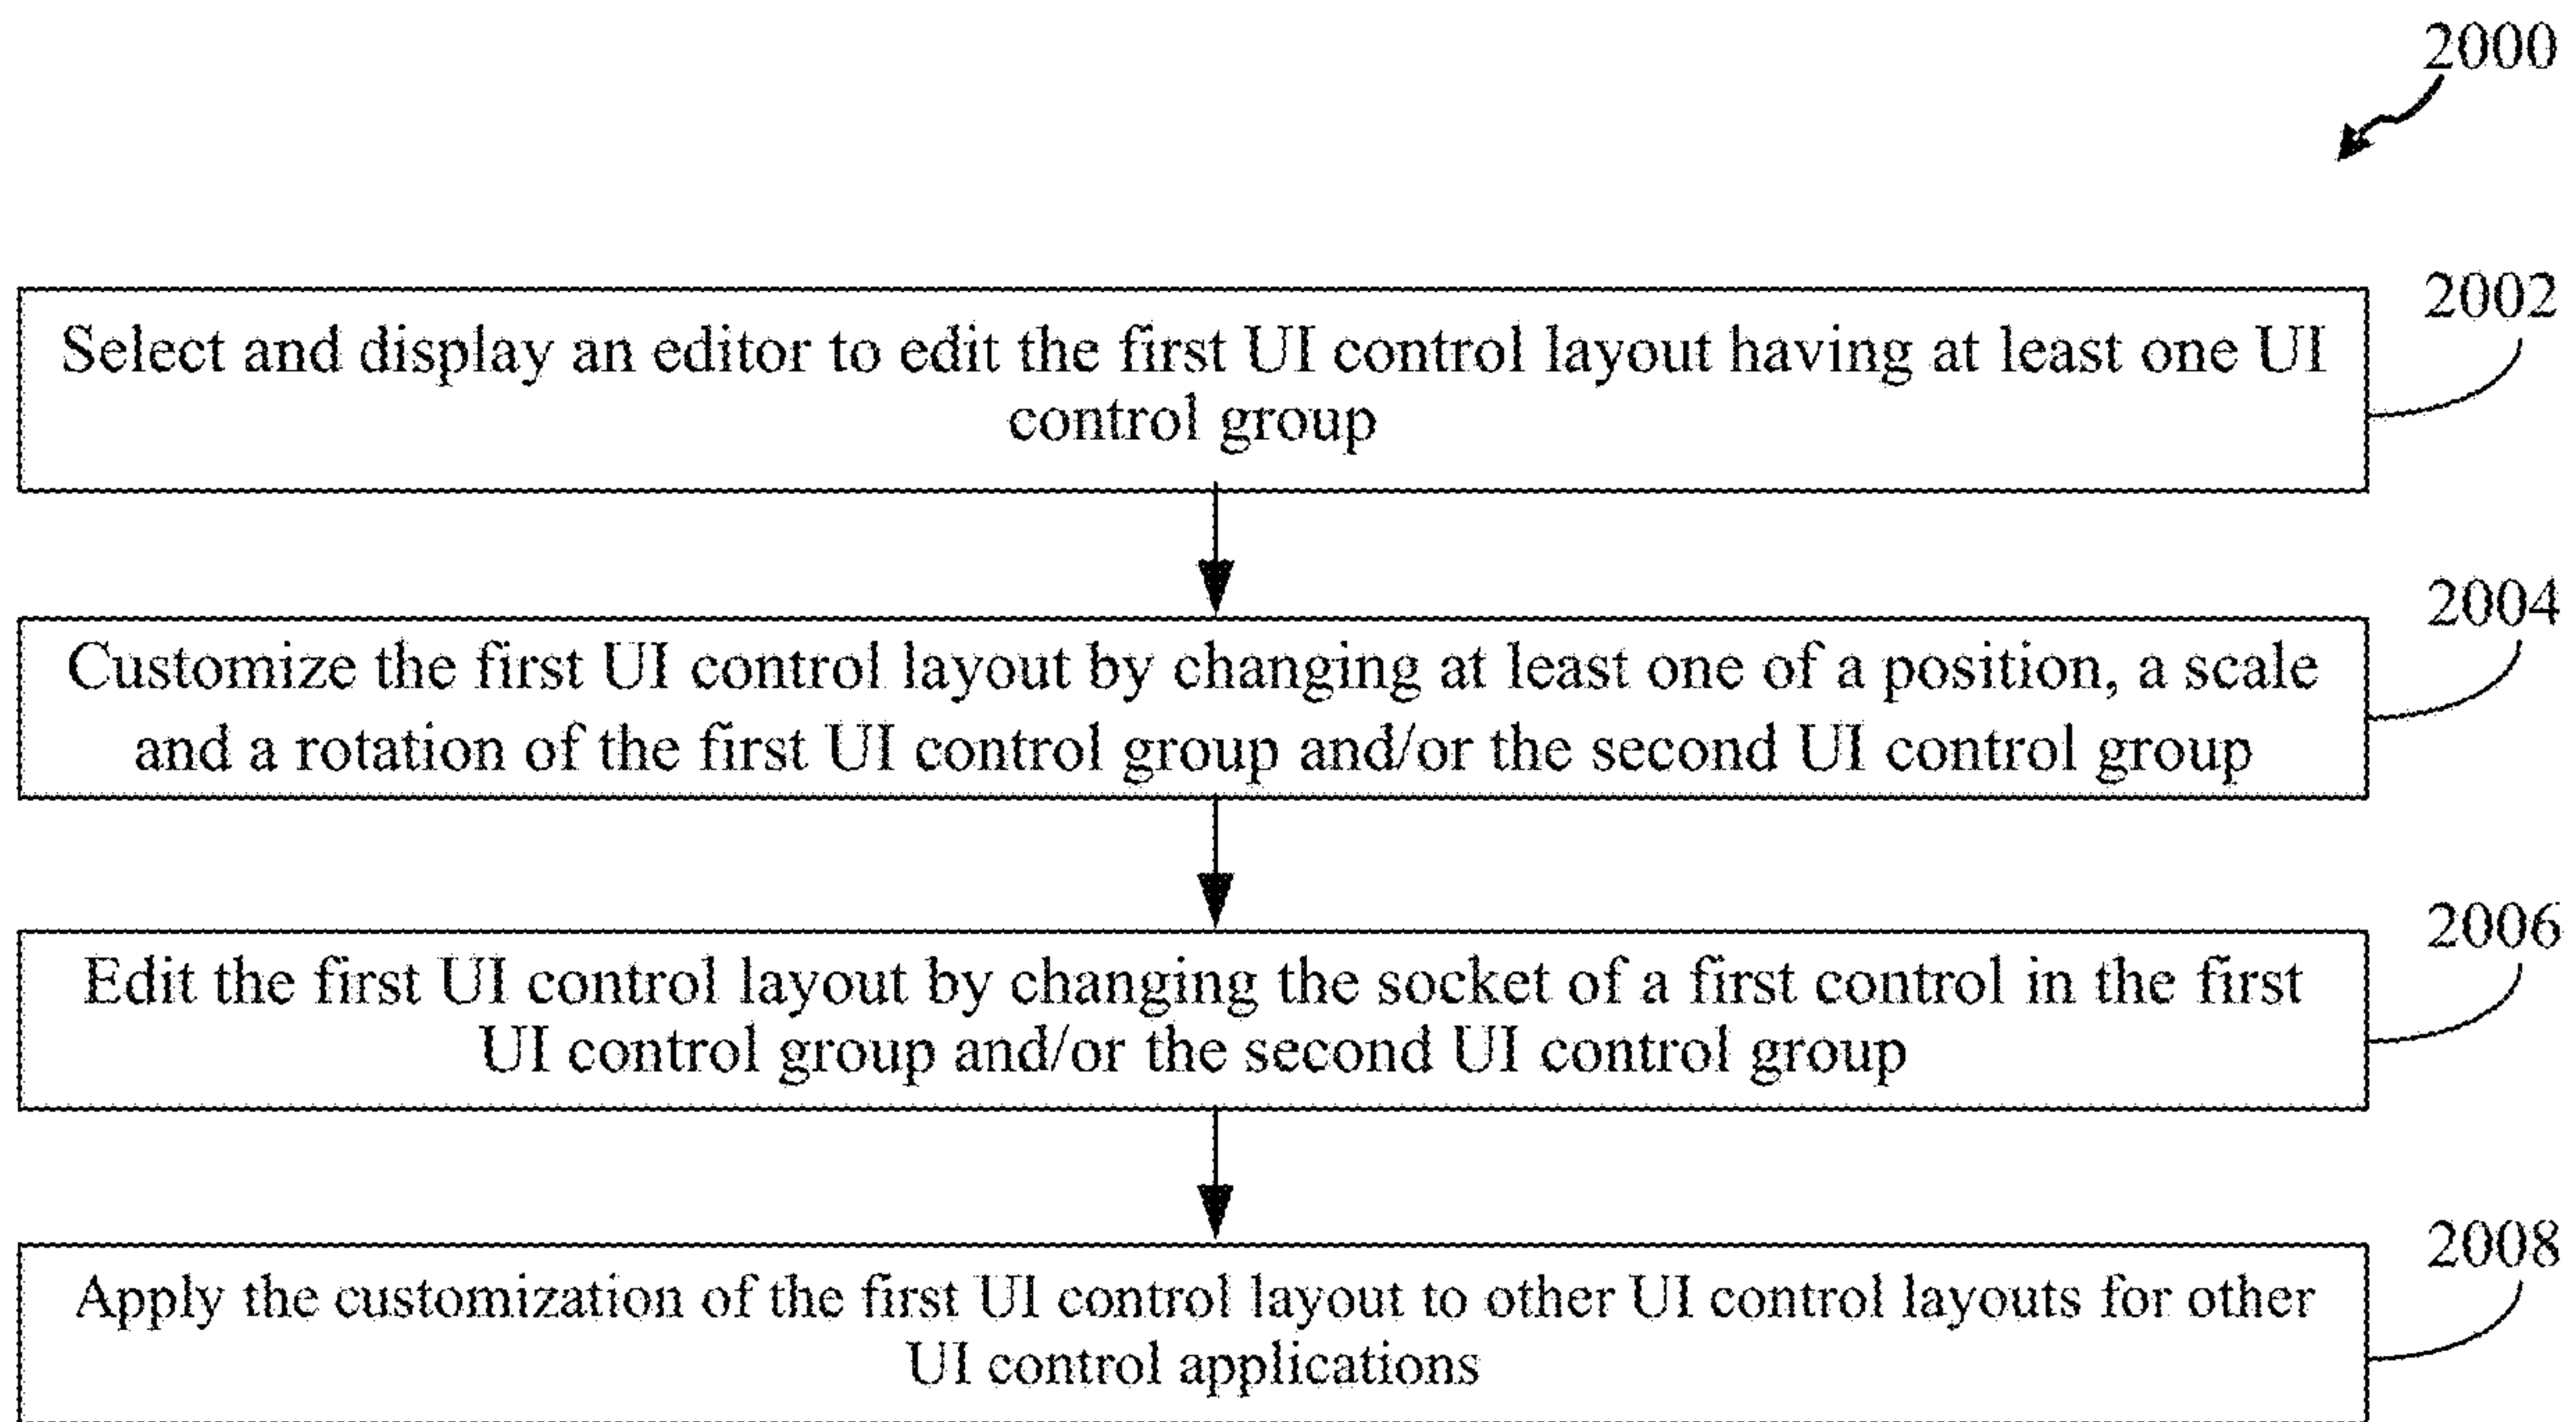 2000
2002
Select and display an editor to edit the first UI control layout having at least one UI
control group
2004
Customize the first UI control layout by changing at least one of a position, a scale
and a rotation of the first UI control group and/or the second UI control group
2006
Edit the first UI control layout by changing the socket of a first control in the first
UI control group and/or the second UI control group
2008
Apply the customization of the first UI control layout to other UI control layouts for other
UI control applications